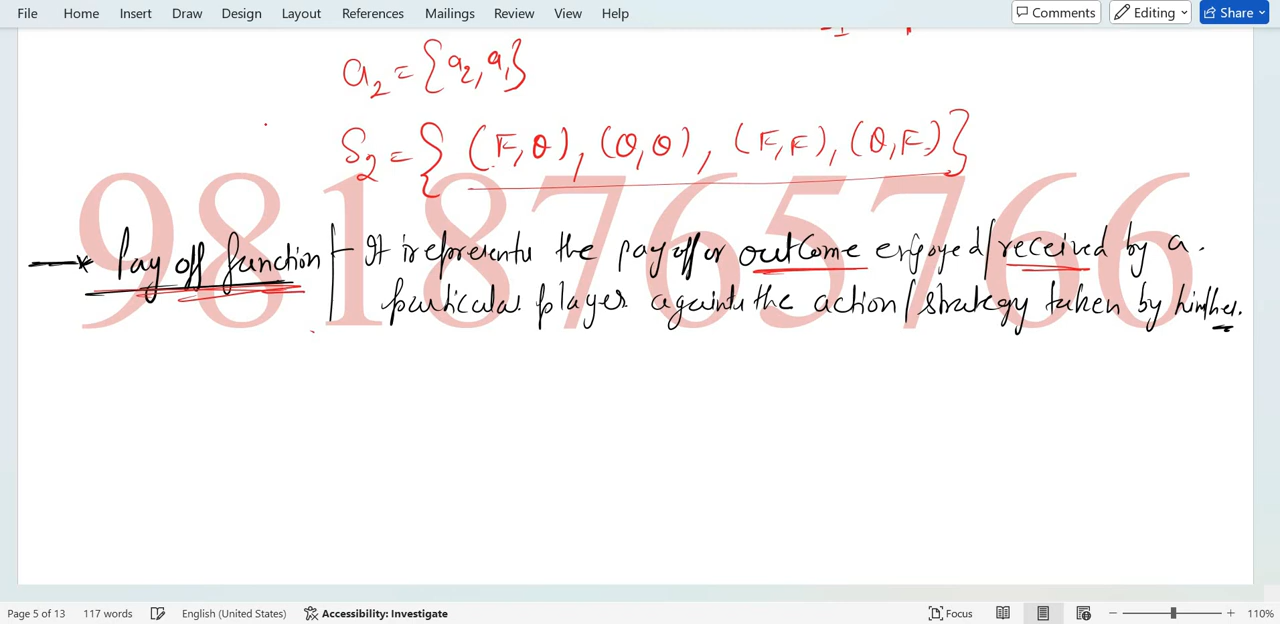 File Home Insert Draw Design Layout References Mailings Review View Help Comments Editing Share
a2 = {a2, a1}
S2 = { (F, O), (O, O), (F, F), (O, F) }
9818765766
Pay off function - It represents the pay off or outcome enjoyed/received by a
particular player against the action/strategy taken by him/her.
Page 5 of 13 117 words English (United States) Accessibility: Investigate Focus 110%